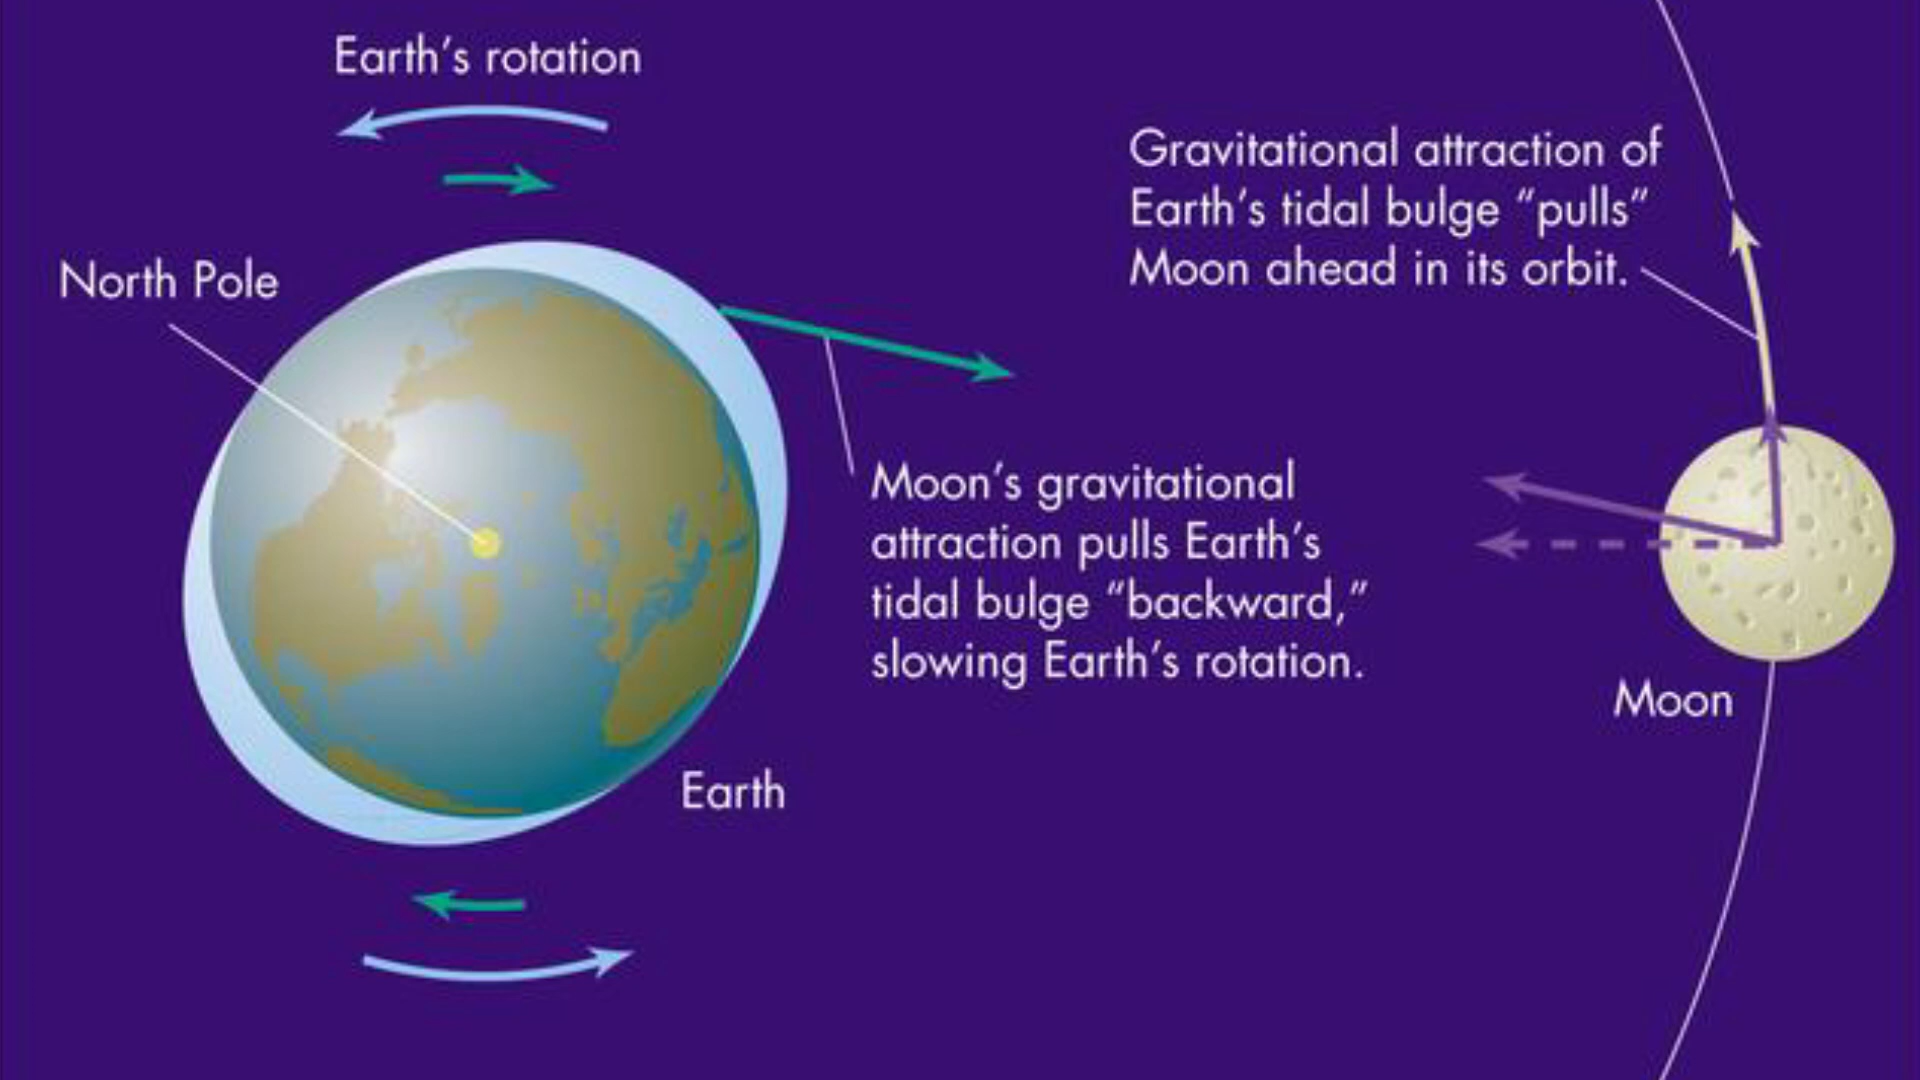 Earth's rotation
North Pole
Gravitational attraction of
Earth's tidal bulge “pulls”
Moon ahead in its orbit.
Moon's gravitational
attraction pulls Earth's
tidal bulge “backward,”
slowing Earth's rotation.
Moon
Earth